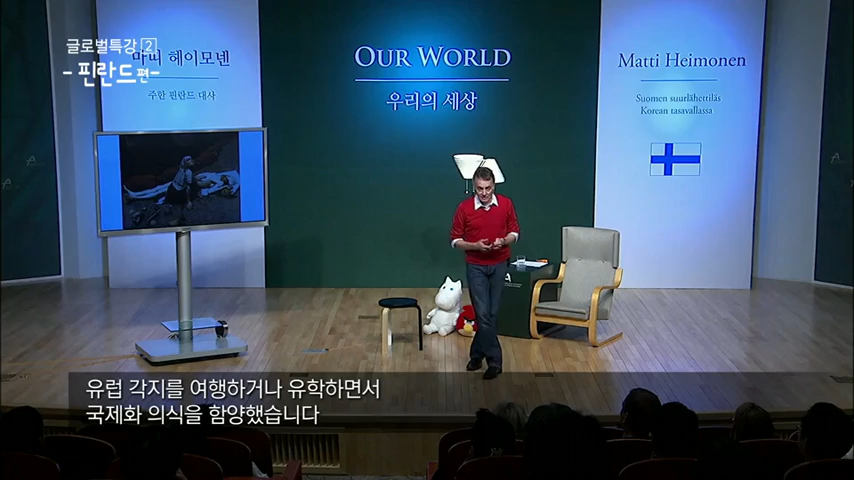 글로벌특강 2
- 핀란드편-
마띠 헤이모넨
주한 핀란드 대사
OUR WORLD
우리의 세상
Matti Heimonen
Suomen suurlähettiläs
Korean tasavallassa
A
유럽 각지를 여행하거나 유학하면서
국제화 의식을 함양했습니다